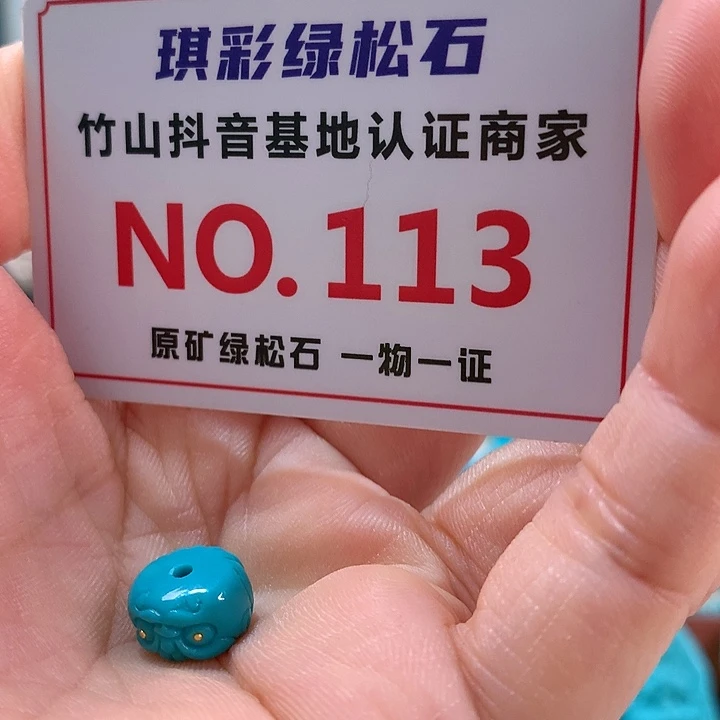 琪彩绿松石
竹山抖音基地认证商家
NO.113
原矿绿松石 一物一证